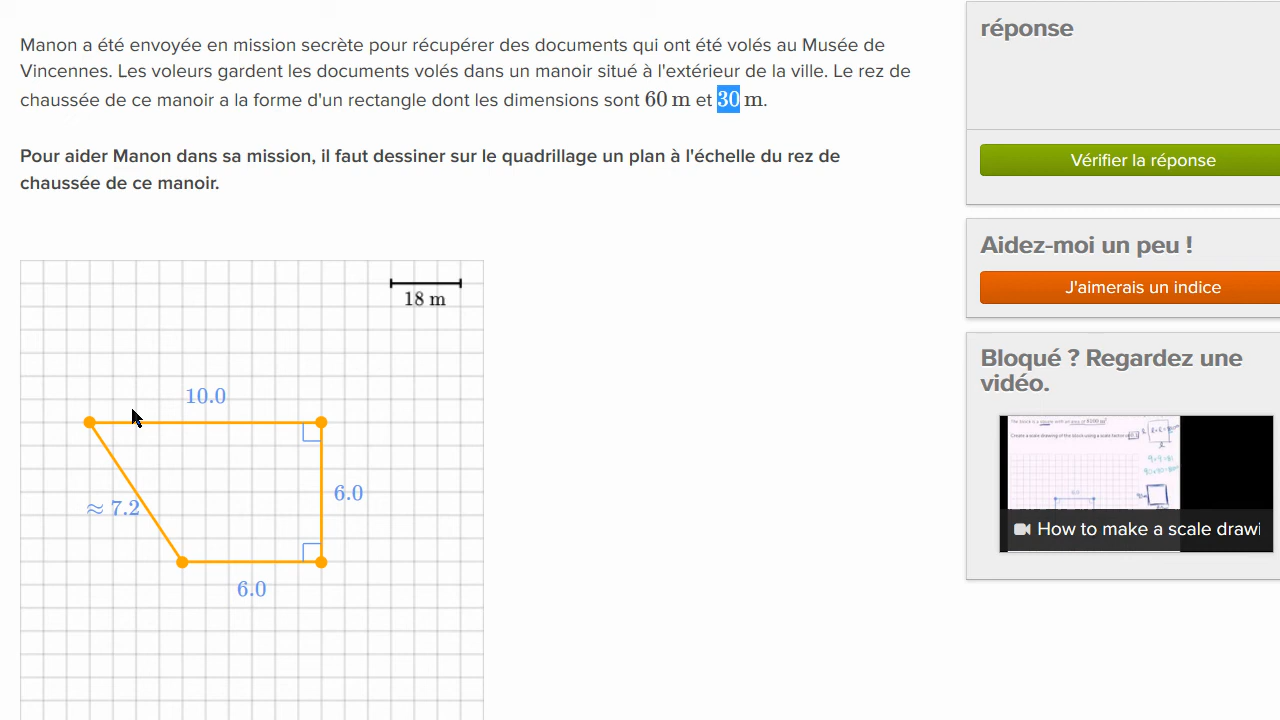 Manon a été envoyée en mission secrète pour récupérer des documents qui ont été volés au Musée de
Vincennes. Les voleurs gardent les documents volés dans un manoir situé à l'extérieur de la ville. Le rez de
chaussée de ce manoir a la forme d'un rectangle dont les dimensions sont 60 m et 30 m.
Pour aider Manon dans sa mission, il faut dessiner sur le quadrillage un plan à l'échelle du rez de
chaussée de ce manoir.
18 m
10.0
6.0
≈ 7.2
6.0
réponse
Vérifier la réponse
Aidez-moi un peu !
J'aimerais un indice
Bloqué ? Regardez une
vidéo.
How to make a scale drawi